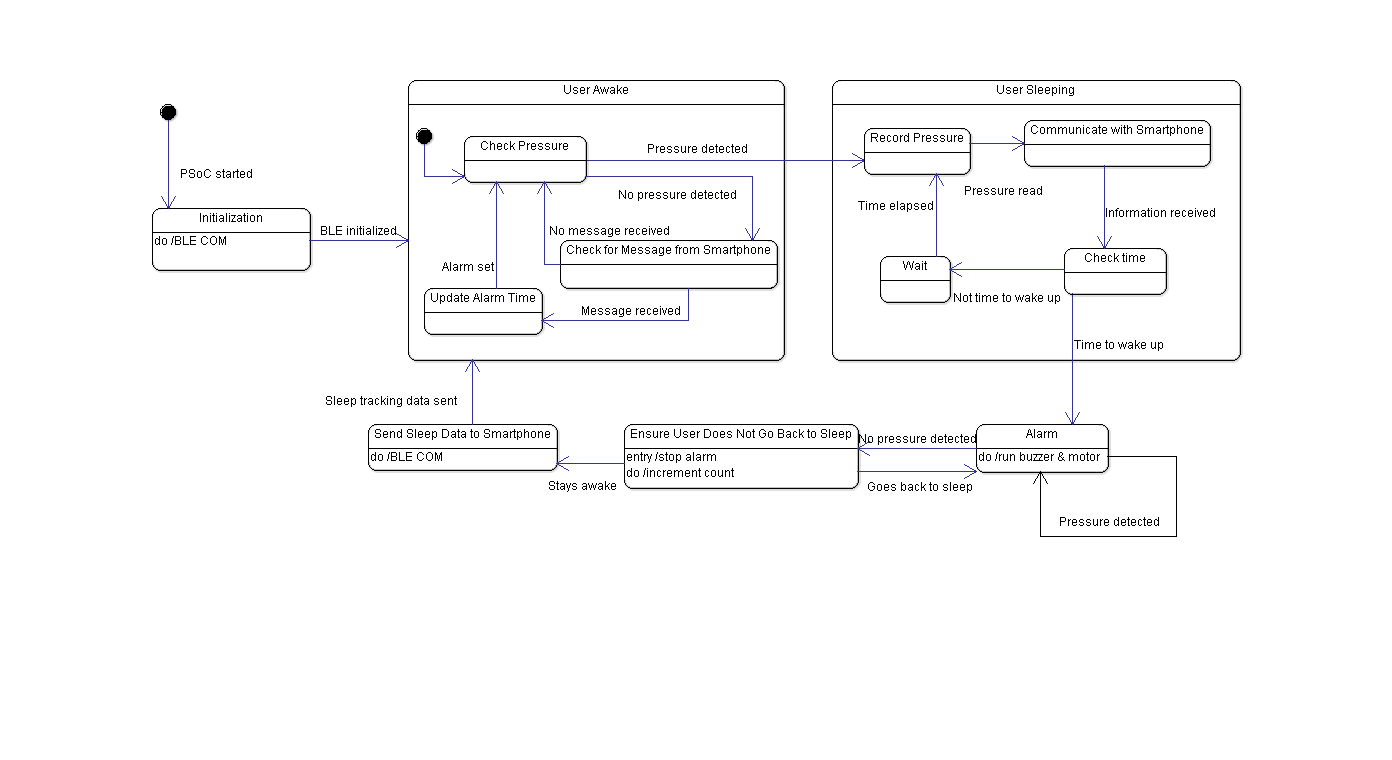 User Awake
User Sleeping
PSoC started
Initialization
do /BLE COM
BLE initialized
Check Pressure
Pressure detected
No pressure detected
No message received
Check for Message from Smartphone
Alarm set
Update Alarm Time
Message received
Record Pressure
Communicate with Smartphone
Pressure read
Time elapsed
Information received
Check time
Wait
Not time to wake up
Time to wake up
Sleep tracking data sent
Send Sleep Data to Smartphone
do /BLE COM
Stays awake
Ensure User Does Not Go Back to Sleep
entry /stop alarm
do /increment count
No pressure detected
Goes back to sleep
Alarm
do /run buzzer & motor
Pressure detected